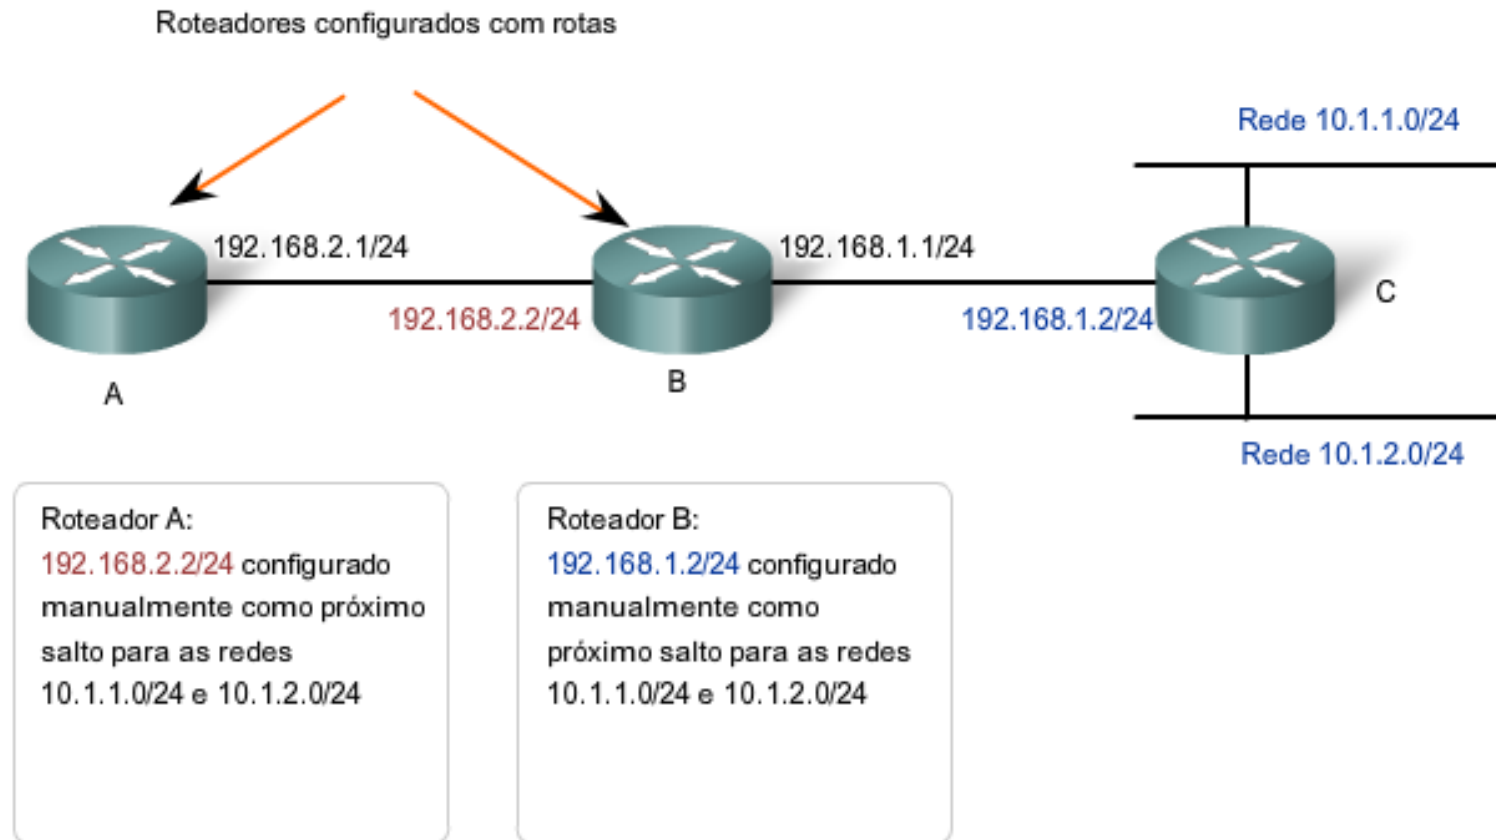 Roteadores configurados com rotas
Rede 10.1.1.0/24
192.168.2.1/24
192.168.1.1/24
C
192.168.2.2/24
192.168.1.2/24
A
B
Rede 10.1.2.0/24
Roteador A:
192.168.2.2/24 configurado
manualmente como próximo
salto para as redes
10.1.1.0/24 e 10.1.2.0/24
Roteador B:
192.168.1.2/24 configurado
manualmente como
próximo salto para as redes
10.1.1.0/24 e 10.1.2.0/24